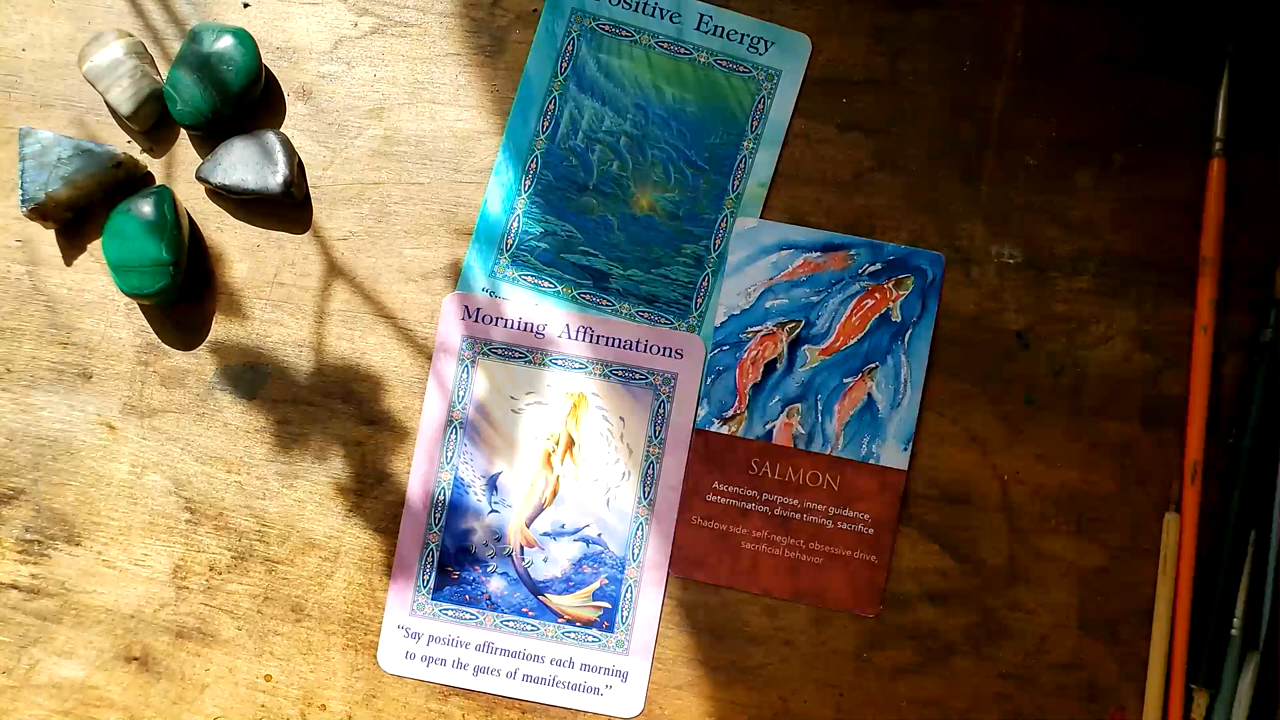 Positive Energy
Morning Affirmations
“Say positive affirmations each morning
to open the gates of manifestation.”
SALMON
Ascencion, purpose, inner guidance,
determination, divine timing, sacrifice
Shadow side: self-neglect, obsessive drive,
sacrificial behavior